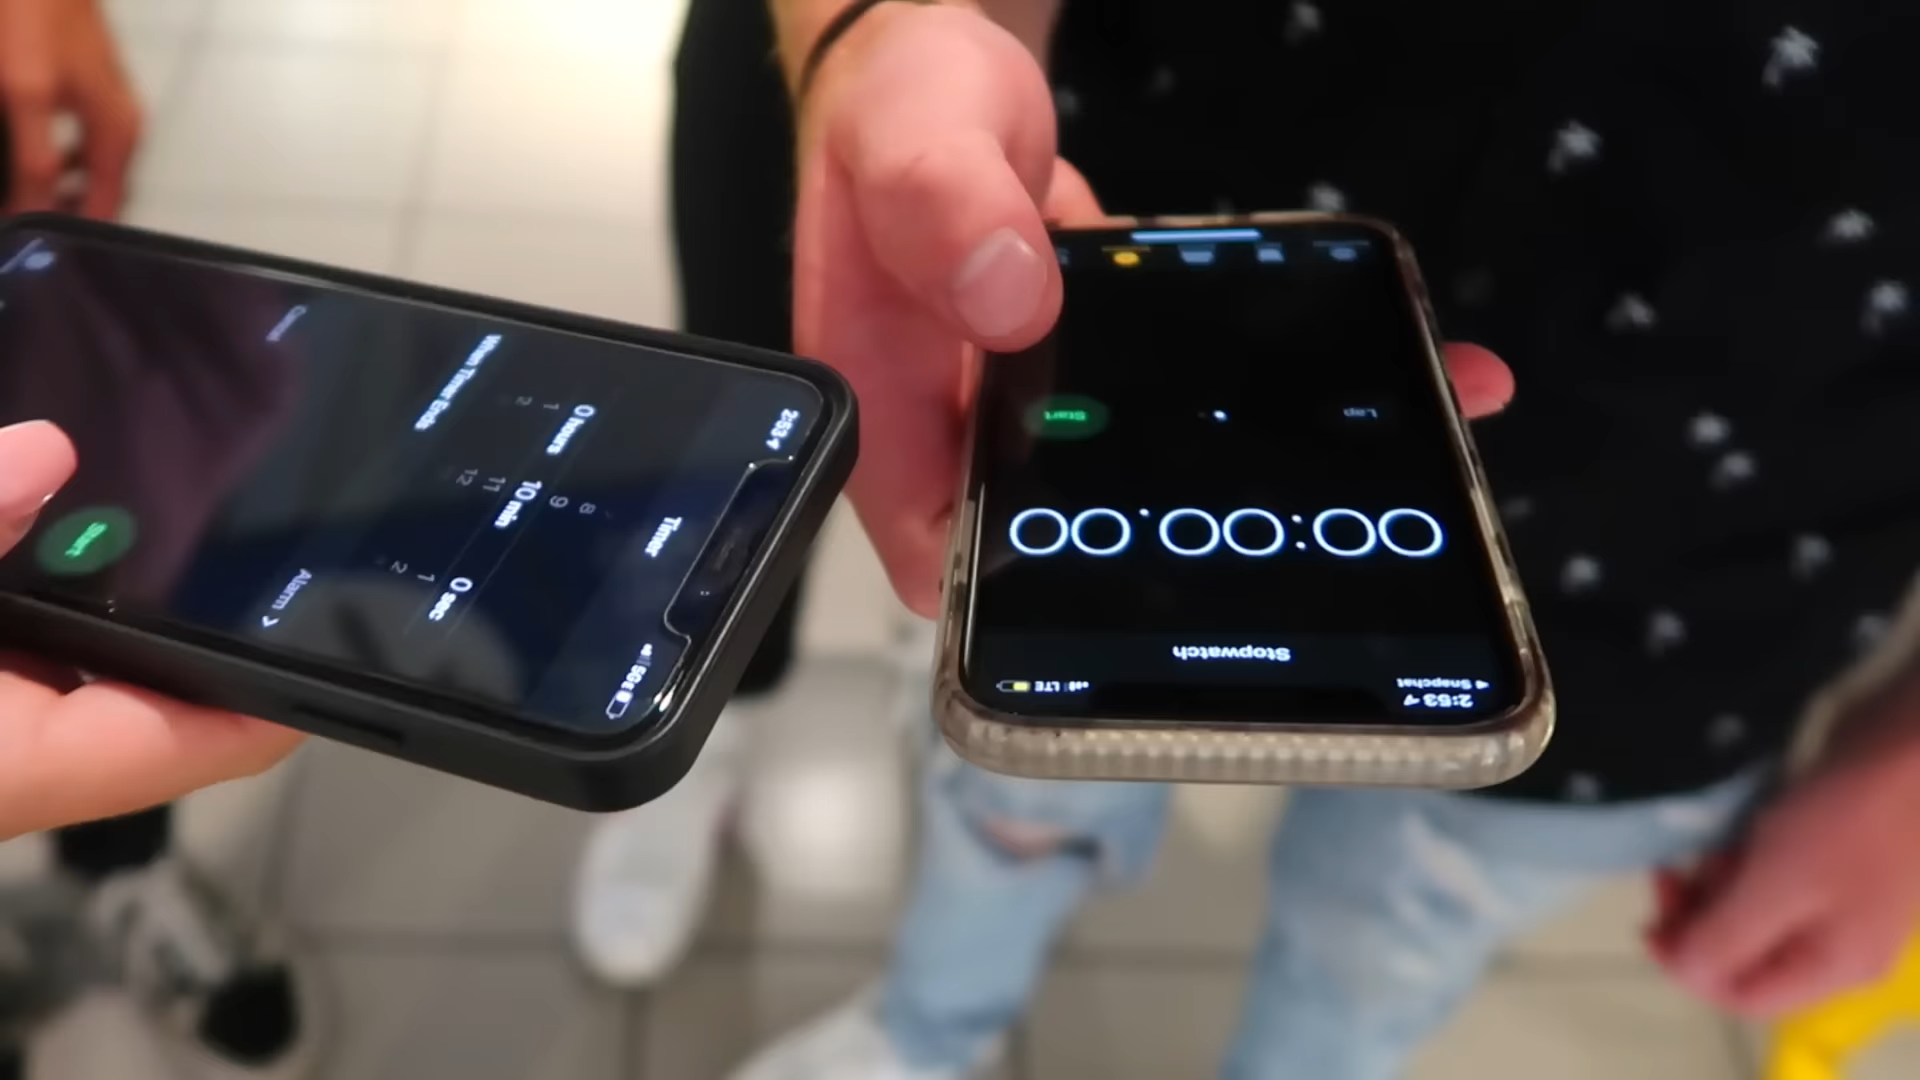 2:53
5G
Timer
8
9
0 hours
10 min
0 sec
1
11
1
2
12
2
When Timer Ends
Alarm >
Cancel
Start
2:53
LTE
◀ Snapchat
Stopwatch
00:00.00
Lap
Start